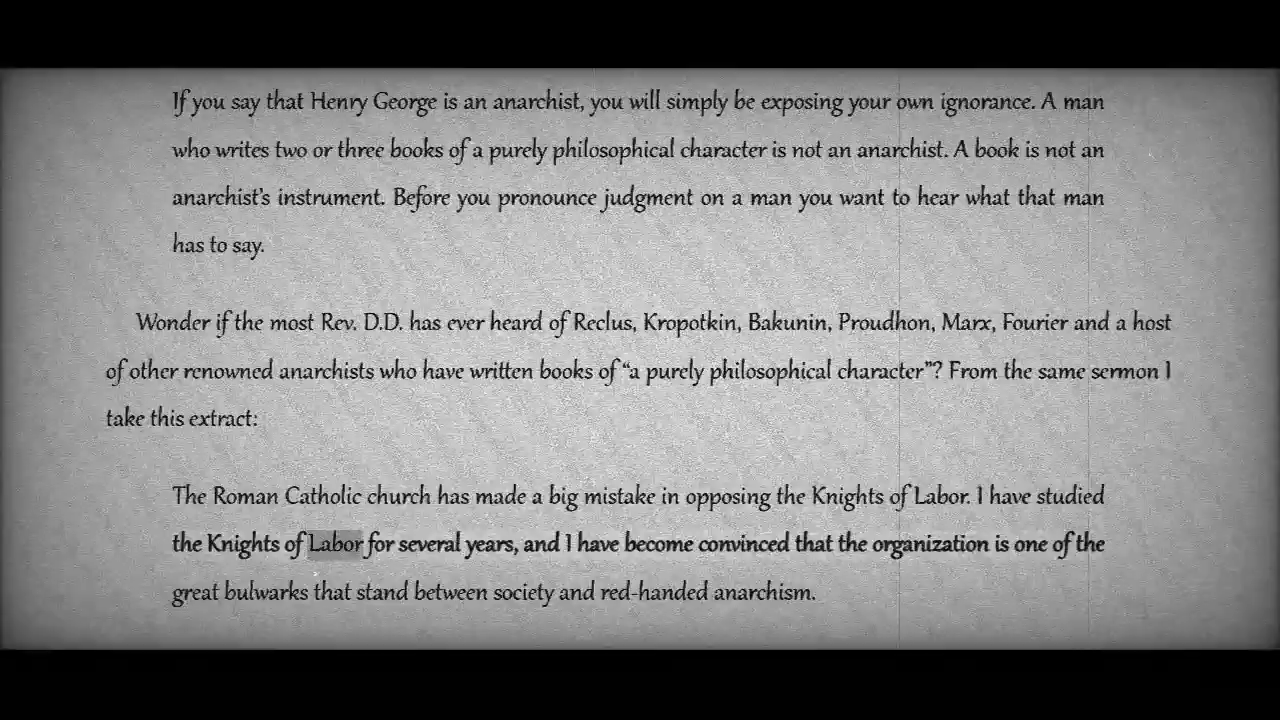 If you say that Henry George is an anarchist, you will simply be exposing your own ignorance. A man
who writes two or three books of a purely philosophical character is not an anarchist. A book is not an
anarchist’s instrument. Before you pronounce judgment on a man you want to hear what that man
has to say.
Wonder if the most Rev. D.D. has ever heard of Reclus, Kropotkin, Bakunin, Proudhon, Marx, Fourier and a host
of other renowned anarchists who have written books of “a purely philosophical character”? From the same sermon I
take this extract:
The Roman Catholic church has made a big mistake in opposing the Knights of Labor. I have studied
the Knights of Labor for several years, and I have become convinced that the organization is one of the
great bulwarks that stand between society and red-handed anarchism.